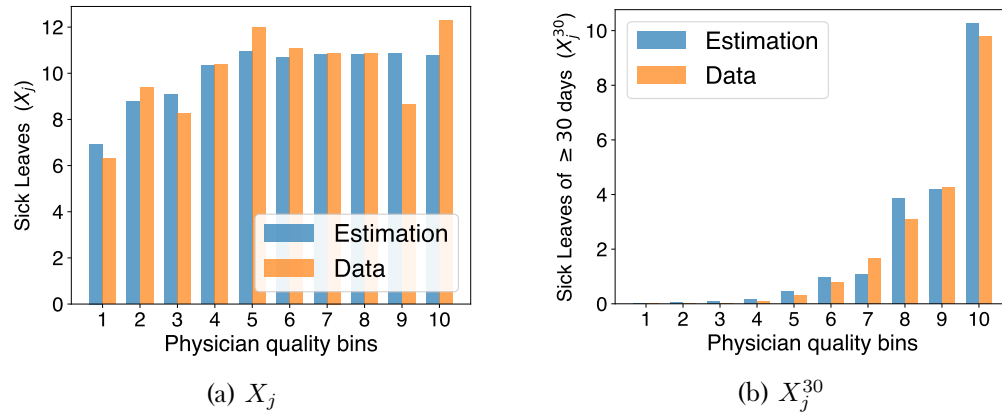 12
10
8
6
4
2
0
Sick Leaves (X_j)
Estimation
Data
1 2 3 4 5 6 7 8 9 10
Physician quality bins
(a) X_j
10
8
6
4
2
0
Sick Leaves of ≥ 30 days (X_j^30)
Estimation
Data
1 2 3 4 5 6 7 8 9 10
Physician quality bins
(b) X_j^30